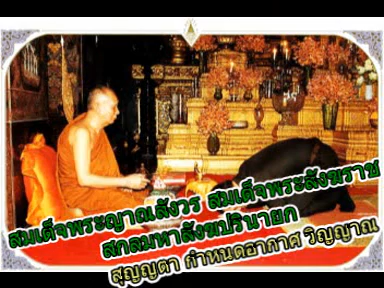 สมเด็จพระญาณสังวร สมเด็จพระสังฆราช
สกลมหาสังฆปรินายก
สุญญตา กำหนดอากาศ วิญญาณ